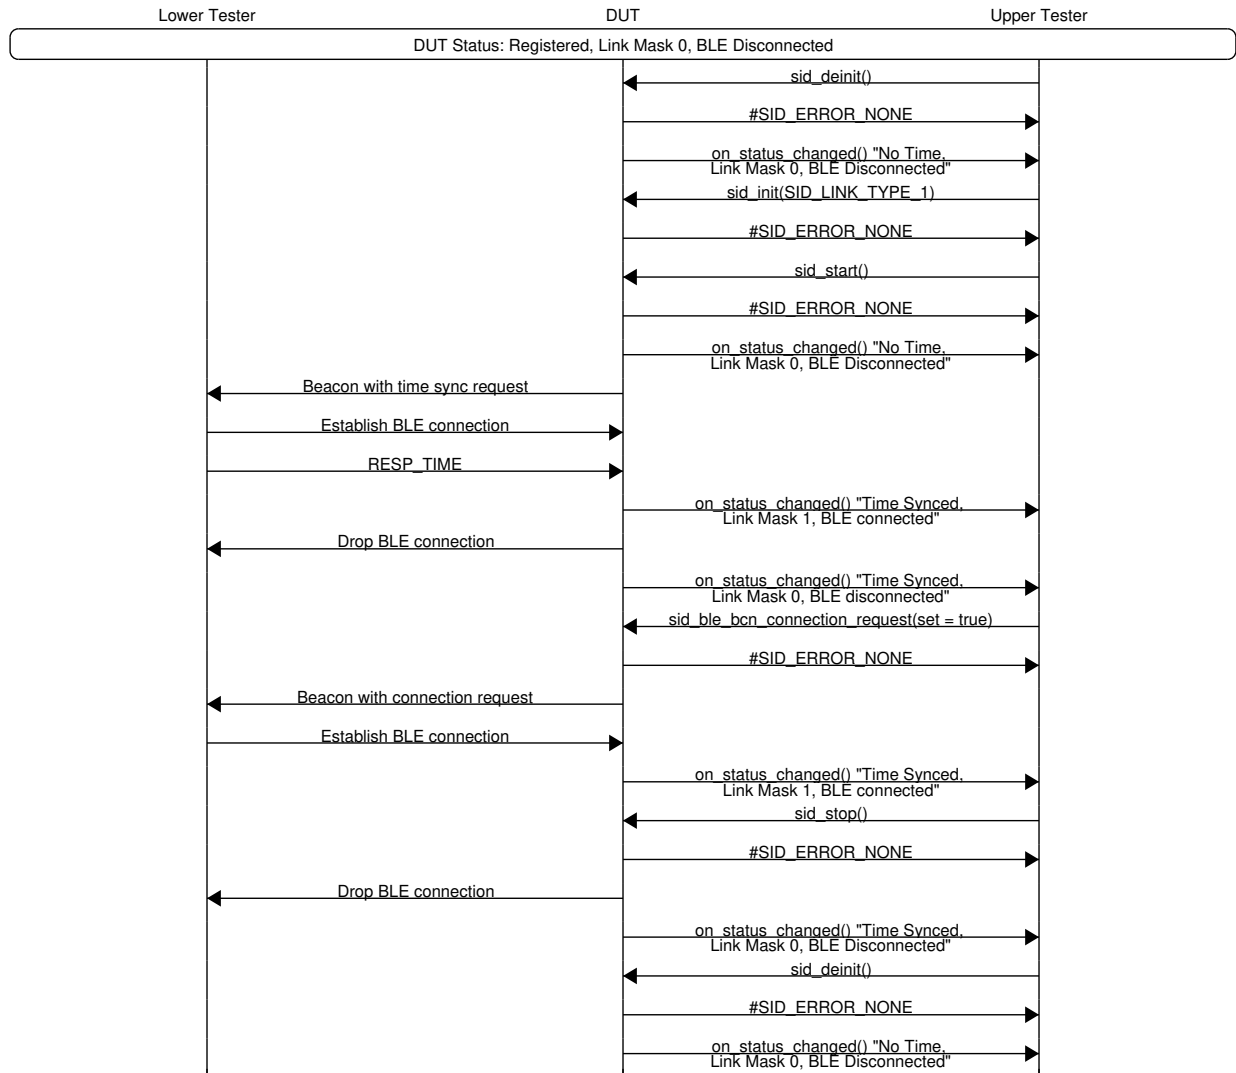 Lower Tester DUT Upper Tester
DUT Status: Registered, Link Mask 0, BLE Disconnected
sid_deinit()
#SID_ERROR_NONE
on_status_changed() "No Time,
Link Mask 0, BLE Disconnected"
sid_init(SID_LINK_TYPE_1)
#SID_ERROR_NONE
sid_start()
#SID_ERROR_NONE
on_status_changed() "No Time,
Link Mask 0, BLE Disconnected"
Beacon with time sync request
Establish BLE connection
RESP_TIME
on_status_changed() "Time Synced,
Link Mask 1, BLE connected"
Drop BLE connection
on_status_changed() "Time Synced,
Link Mask 0, BLE disconnected"
sid_ble_bcn_connection_request(set = true)
#SID_ERROR_NONE
Beacon with connection request
Establish BLE connection
on_status_changed() "Time Synced,
Link Mask 1, BLE connected"
sid_stop()
#SID_ERROR_NONE
Drop BLE connection
on_status_changed() "Time Synced,
Link Mask 0, BLE Disconnected"
sid_deinit()
#SID_ERROR_NONE
on_status_changed() "No Time,
Link Mask 0, BLE Disconnected"